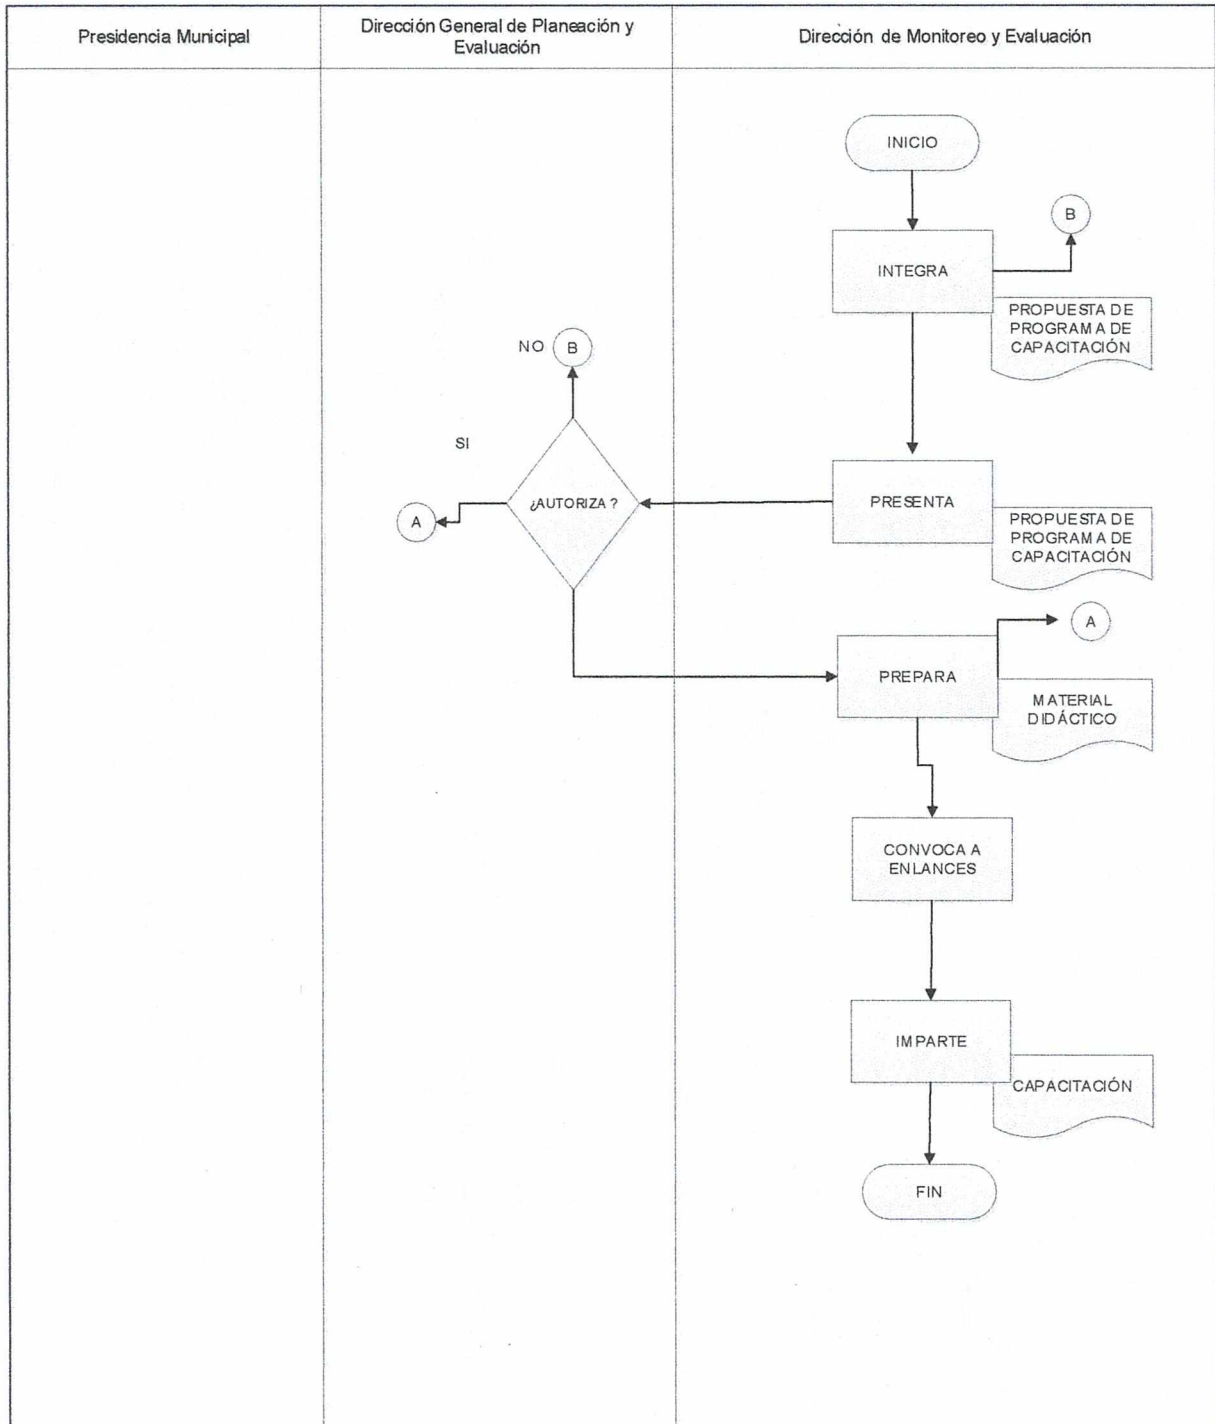 Presidencia Municipal
Dirección General de Planeación y
Evaluación
Dirección de Monitoreo y Evaluación
INICIO
B
INTEGRA
PROPUESTA DE
PROGRAMA DE
CAPACITACIÓN
NO
B
SI
¿AUTORIZA ?
A
PRESENTA
PROPUESTA DE
PROGRAMA DE
CAPACITACIÓN
A
PREPARA
MATERIAL
DIDÁCTICO
CONVOCA A
ENLANCES
IMPARTE
CAPACITACIÓN
FIN